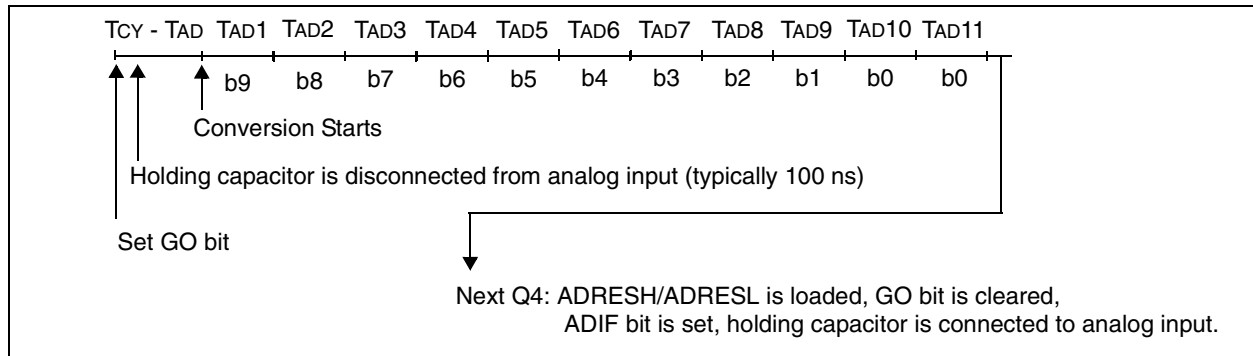 TCY - TAD TAD1 TAD2 TAD3 TAD4 TAD5 TAD6 TAD7 TAD8 TAD9 TAD10 TAD11
b9 b8 b7 b6 b5 b4 b3 b2 b1 b0 b0
Conversion Starts
Holding capacitor is disconnected from analog input (typically 100 ns)
Set GO bit
Next Q4: ADRESH/ADRESL is loaded, GO bit is cleared,
ADIF bit is set, holding capacitor is connected to analog input.